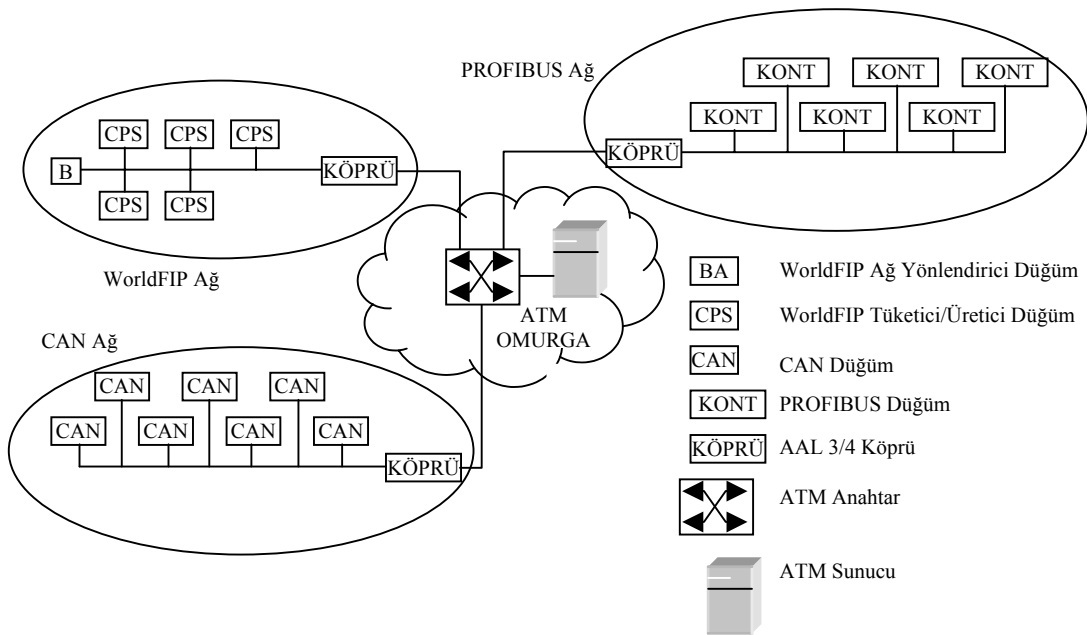 PROFIBUS Ağ
KONT
KONT
KONT
KONT
KONT
KONT
KÖPRÜ
CPS
CPS
CPS
B
KÖPRÜ
CPS
CPS
WorldFIP Ağ
ATM
OMURGA
CAN Ağ
CAN
CAN
CAN
CAN
CAN
CAN
CAN
KÖPRÜ
BA WorldFIP Ağ Yönlendirici Düğüm
CPS WorldFIP Tüketici/Üretici Düğüm
CAN CAN Düğüm
KONT PROFIBUS Düğüm
KÖPRÜ AAL 3/4 Köprü
ATM Anahtar
ATM Sunucu